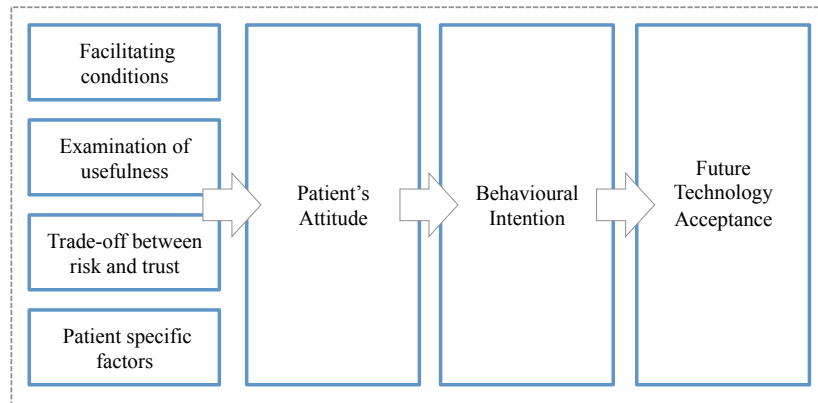 Facilitating
conditions
Examination of
usefulness
Trade-off between
risk and trust
Patient specific
factors
Patient’s
Attitude
Behavioural
Intention
Future
Technology
Acceptance